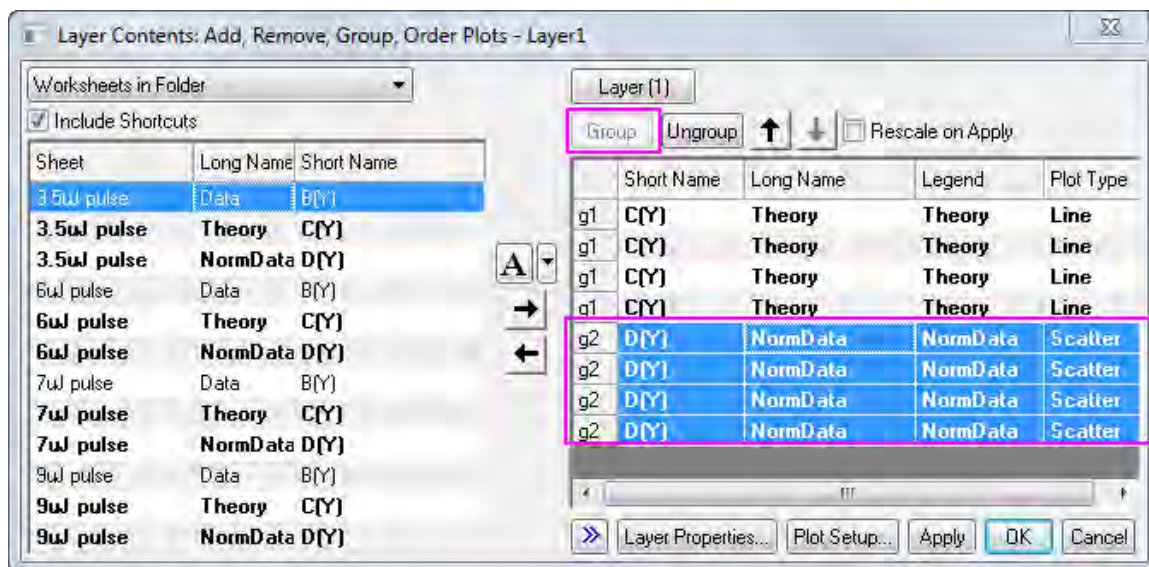 Layer Contents: Add, Remove, Group, Order Plots - Layer1
Worksheets in Folder
Include Shortcuts
Sheet Long Name Short Name
3.5uJ pulse Data B(Y)
3.5uJ pulse Theory C(Y)
3.5uJ pulse NormData D(Y)
6uJ pulse Data B(Y)
6uJ pulse Theory C(Y)
6uJ pulse NormData D(Y)
7uJ pulse Data B(Y)
7uJ pulse Theory C(Y)
7uJ pulse NormData D(Y)
9uJ pulse Data B(Y)
9uJ pulse Theory C(Y)
9uJ pulse NormData D(Y)
A
Layer (1)
Group Ungroup Rescale on Apply
Short Name Long Name Legend Plot Type
g1 C(Y) Theory Theory Line
g1 C(Y) Theory Theory Line
g1 C(Y) Theory Theory Line
g1 C(Y) Theory Theory Line
g2 D(Y) NormData NormData Scatter
g2 D(Y) NormData NormData Scatter
g2 D(Y) NormData NormData Scatter
g2 D(Y) NormData NormData Scatter
Layer Properties... Plot Setup... Apply OK Cancel